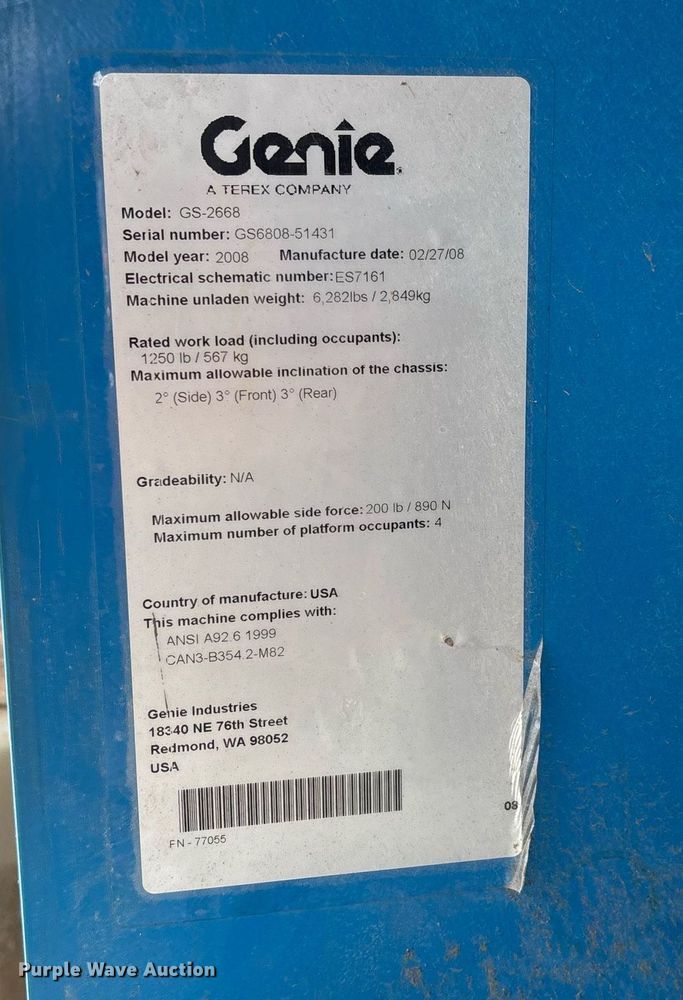 Genie
A TEREX COMPANY
Model: GS-2668
Serial number: GS6808-51431
Model year: 2008 Manufacture date: 02/27/08
Electrical schematic number:ES7161
Machine unladen weight: 6,282lbs / 2,849kg
Rated work load (including occupants):
1250 lb / 567 kg
Maximum allowable inclination of the chassis:
2° (Side) 3° (Front) 3° (Rear)
Gradeability: N/A
Maximum allowable side force: 200 lb / 890 N
Maximum number of platform occupants: 4
Country of manufacture: USA
This machine complies with:
ANSI A92.6 1999
CAN3-B354.2-M82
Genie Industries
18340 NE 76th Street
Redmond, WA 98052
USA
PN - 77055
Purple Wave Auction